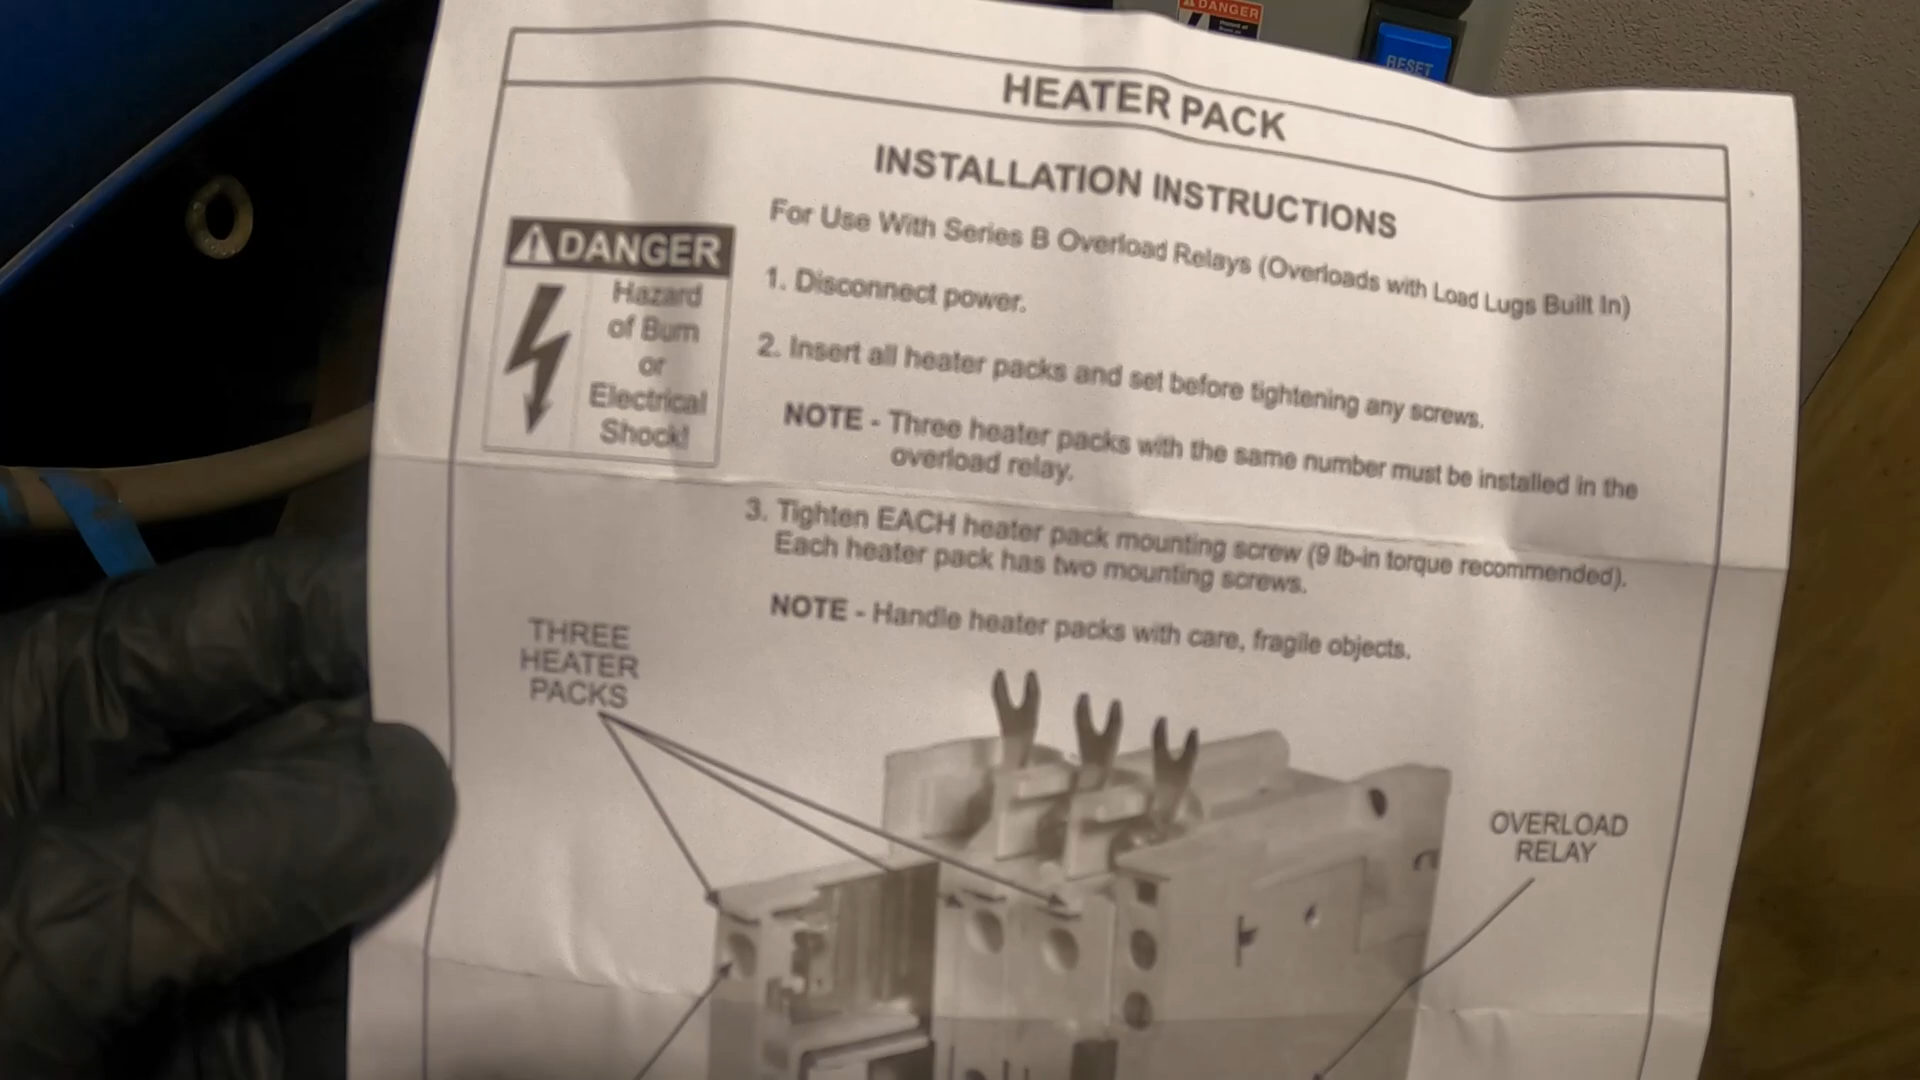 DANGER
RESET
HEATER PACK
INSTALLATION INSTRUCTIONS
For Use With Series B Overload Relays (Overloads with Load Lugs Built In)
DANGER
Hazard
of Burn
or
Electrical
Shock!
1. Disconnect power.
2. Insert all heater packs and set before tightening any screws.
NOTE - Three heater packs with the same number must be installed in the
overload relay.
3. Tighten EACH heater pack mounting screw (9 lb-in torque recommended).
Each heater pack has two mounting screws.
NOTE - Handle heater packs with care, fragile objects.
THREE
HEATER
PACKS
OVERLOAD
RELAY